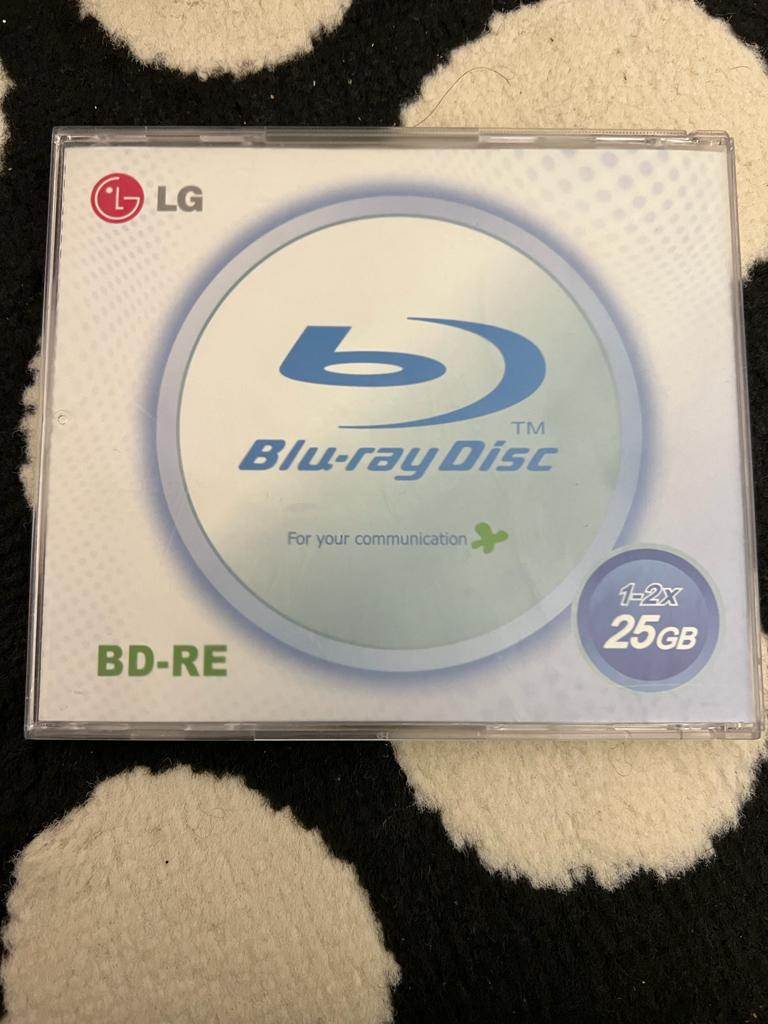 LG
Blu-ray Disc
TM
For your communication
1-2x
25GB
BD-RE